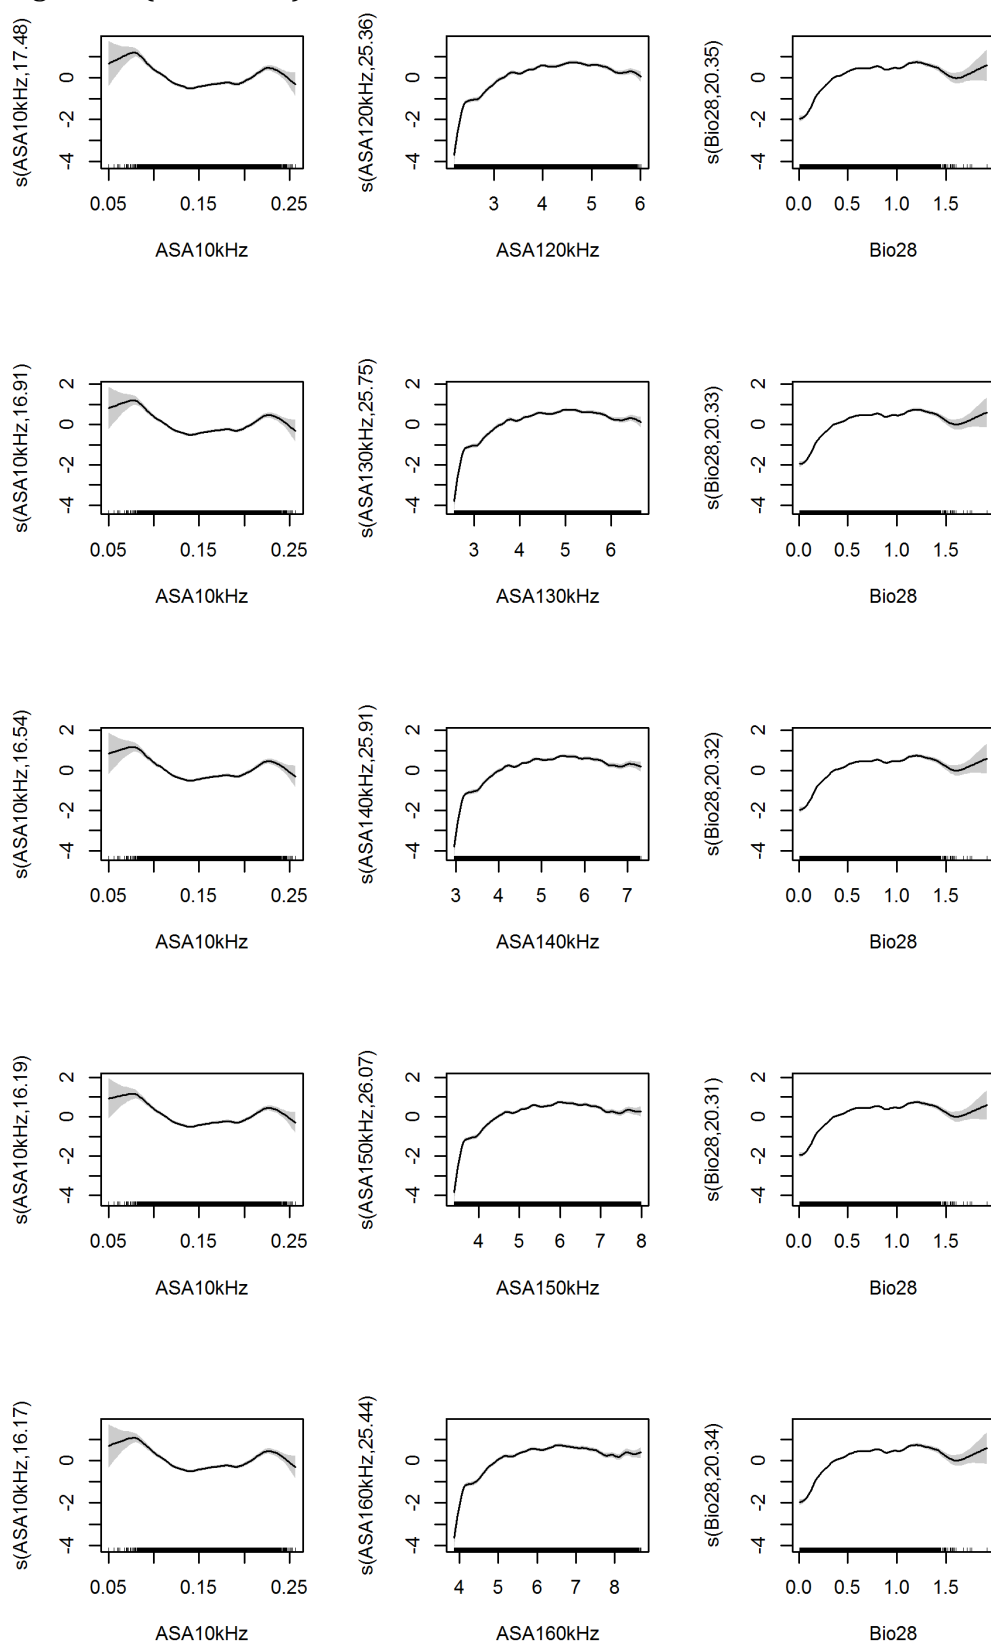 s(ASA10kHz,17.48)
0
-2
-4
0.05 0.15 0.25
ASA10kHz
s(ASA120kHz,25.36)
0
-2
-4
3 4 5 6
ASA120kHz
s(Bio28,20.35)
0
-2
-4
0.0 0.5 1.0 1.5
Bio28
s(ASA10kHz,16.91)
2
0
-2
-4
0.05 0.15 0.25
ASA10kHz
s(ASA130kHz,25.75)
2
0
-2
-4
3 4 5 6
ASA130kHz
s(Bio28,20.33)
2
0
-2
-4
0.0 0.5 1.0 1.5
Bio28
s(ASA10kHz,16.54)
2
0
-2
-4
0.05 0.15 0.25
ASA10kHz
s(ASA140kHz,25.91)
2
0
-2
-4
3 4 5 6 7
ASA140kHz
s(Bio28,20.32)
2
0
-2
-4
0.0 0.5 1.0 1.5
Bio28
s(ASA10kHz,16.19)
2
0
-2
-4
0.05 0.15 0.25
ASA10kHz
s(ASA150kHz,26.07)
2
0
-2
-4
4 5 6 7 8
ASA150kHz
s(Bio28,20.31)
2
0
-2
-4
0.0 0.5 1.0 1.5
Bio28
s(ASA10kHz,16.17)
0
-2
-4
0.05 0.15 0.25
ASA10kHz
s(ASA160kHz,25.44)
0
-2
-4
4 5 6 7 8
ASA160kHz
s(Bio28,20.34)
0
-2
-4
0.0 0.5 1.0 1.5
Bio28